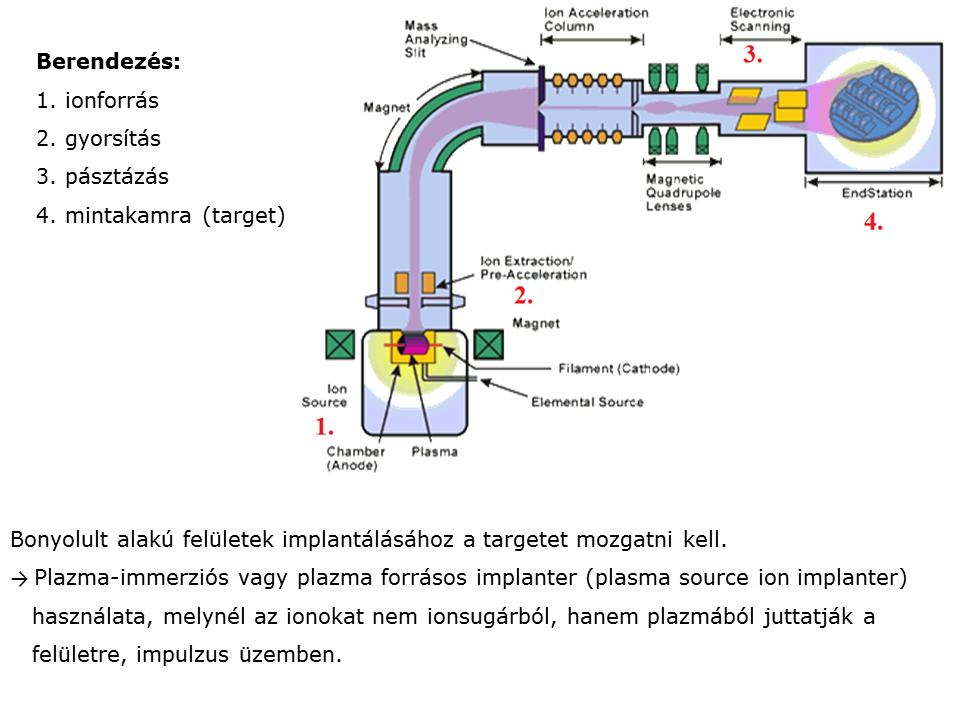 Berendezés:
1. ionforrás
2. gyorsítás
3. pásztázás
4. mintakamra (target)
Mass
Analyzing
Slit
Ion Acceleration
Column
Electronic
Scanning
3.
Magnet
Magnetic
Quadrupole
Lenses
EndStation
4.
Ion Extraction/
Pre-Acceleration
2.
Magnet
Filament (Cathode)
Elemental Source
Ion
Source
1.
Chamber
(Anode)
Plasma
Bonyolult alakú felületek implantálásához a targetet mozgatni kell.
→ Plazma-immerziós vagy plazma forrásos implanter (plasma source ion implanter)
használata, melynél az ionokat nem ionsugárból, hanem plazmából juttatják a
felületre, impulzus üzemben.